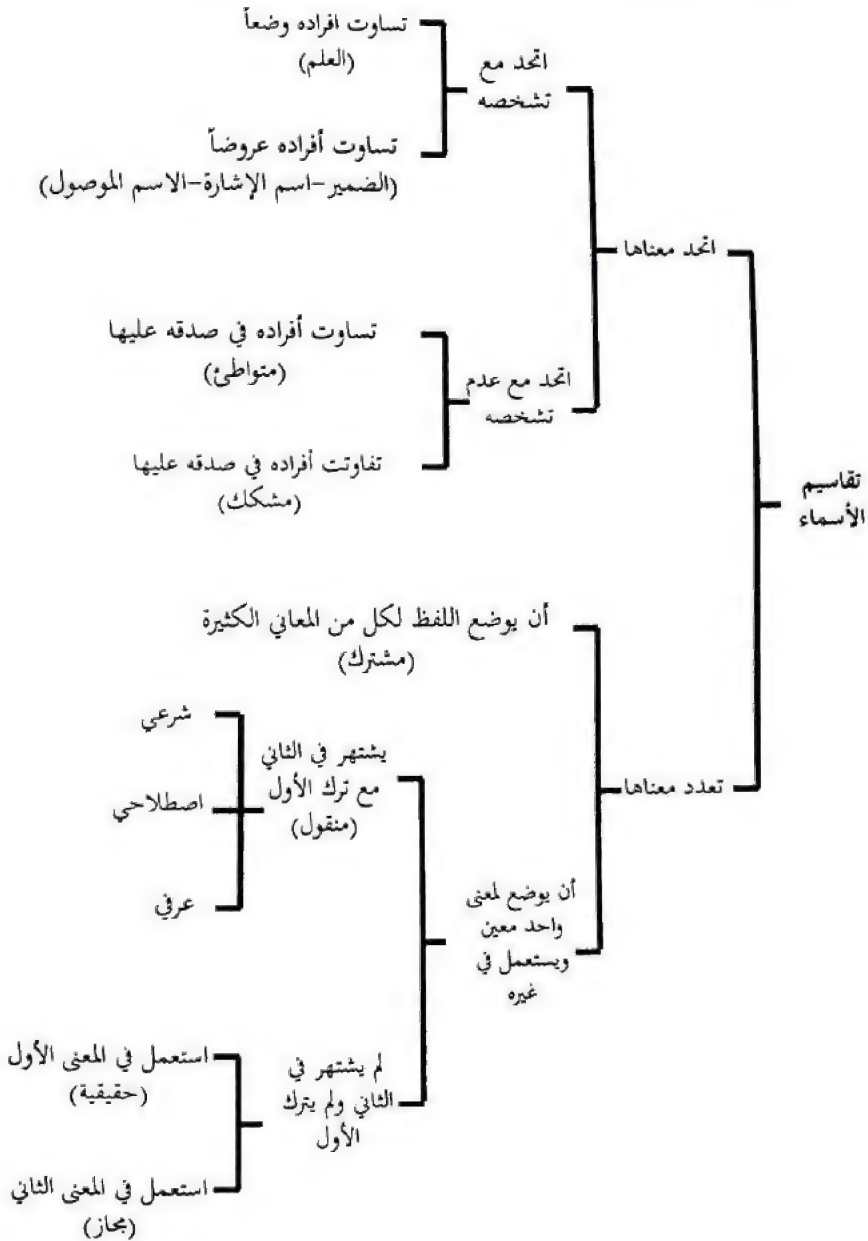 تقاسيم
الأسماء
اتحد معناها
اتحد مع
تشخصه
تساوت افراده وضعاً
(العلم)
تساوت أفراده عروضاً
(الضمير-اسم الإشارة-الاسم الموصول)
اتحد مع عدم
تشخصه
تساوت أفراده في صدقه عليها
(متواطئ)
تفاوتت أفراده في صدقه عليها
(مشكك)
تعدد معناها
أن يوضع اللفظ لكل من المعاني الكثيرة
(مشترك)
أن يوضع لمعنى
واحد معين
ويستعمل في
غيره
يشتهر في الثاني
مع ترك الأول
(منقول)
شرعي
اصطلاحي
عرفي
لم يشتهر في
الثاني ولم يترك
الأول
استعمل في المعنى الأول
(حقيقية)
استعمل في المعنى الثاني
(مجاز)